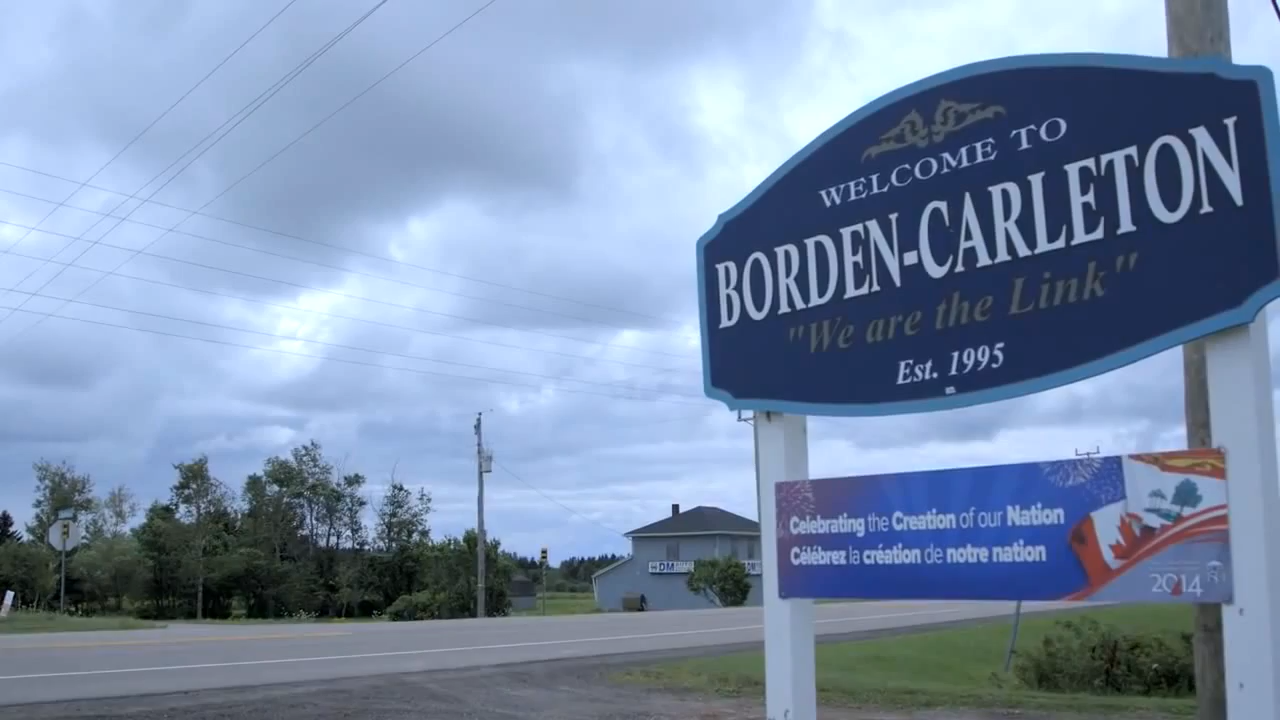 WELCOME TO
BORDEN-CARLETON
"We are the Link"
Est. 1995
Celebrating the Creation of our Nation
Célébrez la création de notre nation
2014
DM